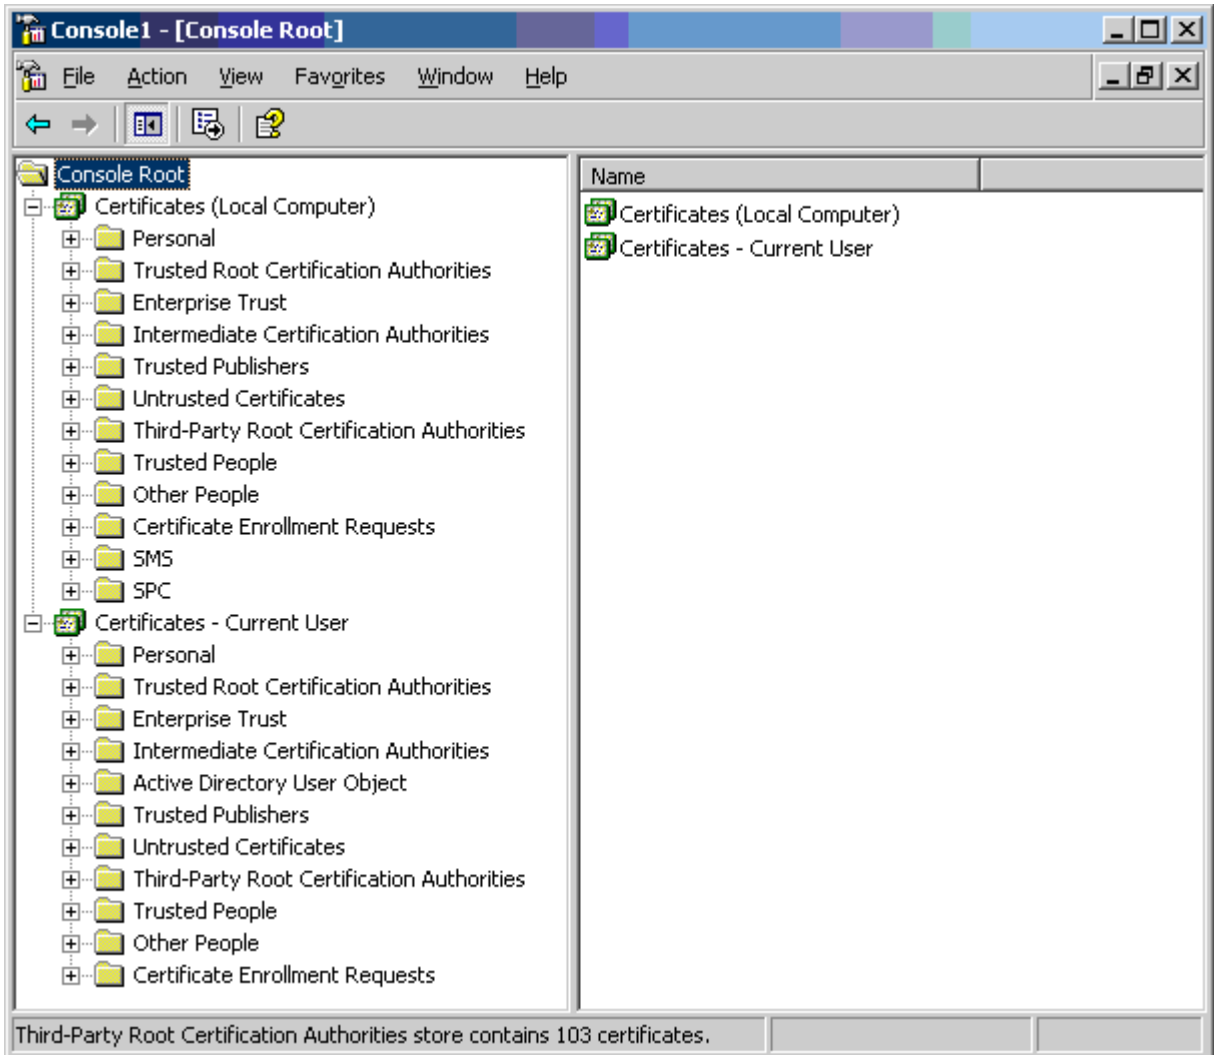 Console1 - [Console Root]
File Action View Favorites Window Help
Console Root
Certificates (Local Computer)
Personal
Trusted Root Certification Authorities
Enterprise Trust
Intermediate Certification Authorities
Trusted Publishers
Untrusted Certificates
Third-Party Root Certification Authorities
Trusted People
Other People
Certificate Enrollment Requests
SMS
SPC
Certificates - Current User
Personal
Trusted Root Certification Authorities
Enterprise Trust
Intermediate Certification Authorities
Active Directory User Object
Trusted Publishers
Untrusted Certificates
Third-Party Root Certification Authorities
Trusted People
Other People
Certificate Enrollment Requests
Name
Certificates (Local Computer)
Certificates - Current User
Third-Party Root Certification Authorities store contains 103 certificates.